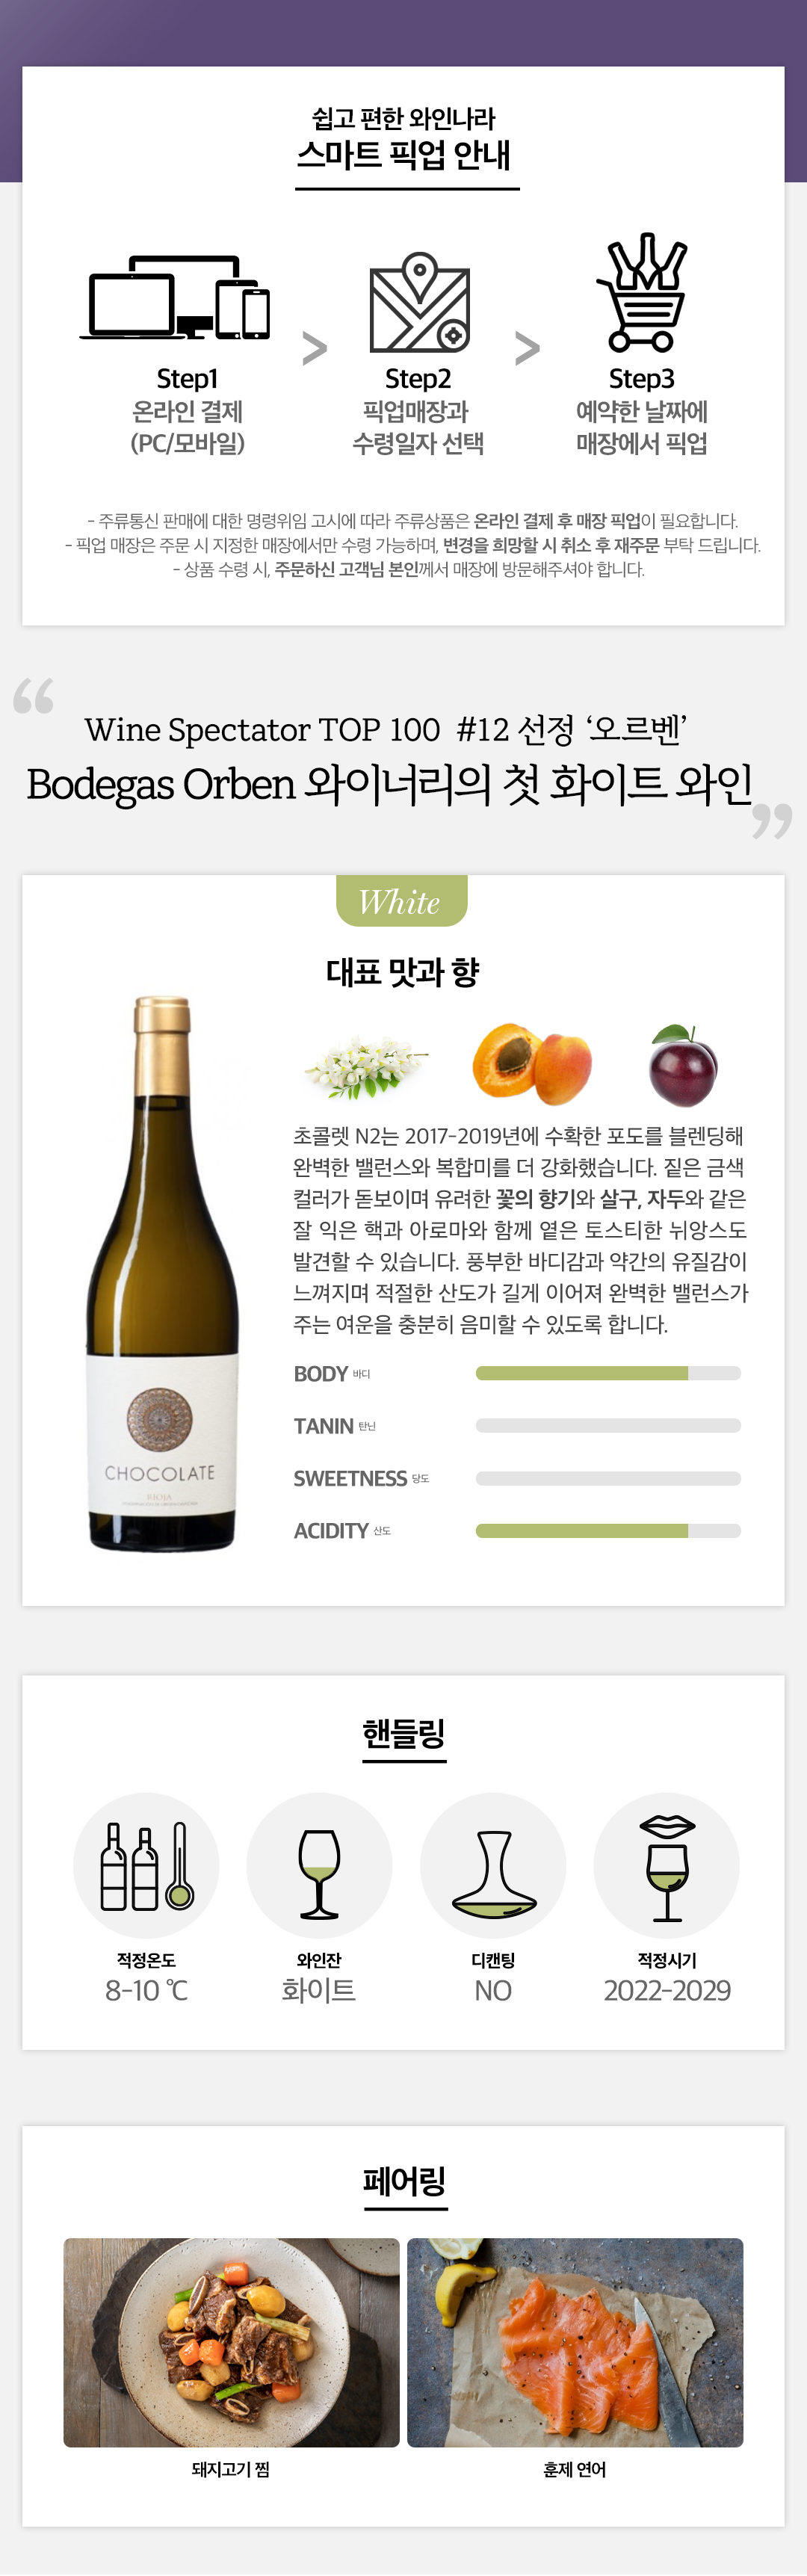 쉽고 편한 와인나라
스마트 픽업 안내
Step1
온라인 결제
(PC/모바일)
>
Step2
픽업매장과
수령일자 선택
>
Step3
예약한 날짜에
매장에서 픽업
- 주류통신 판매에 대한 명령위임 고시에 따라 주류상품은 온라인 결제 후 매장 픽업이 필요합니다.
- 픽업 매장은 주문 시 지정한 매장에서만 수령 가능하며, 변경을 희망할 시 취소 후 재주문 부탁 드립니다.
- 상품 수령 시, 주문하신 고객님 본인께서 매장에 방문해주셔야 합니다.
“
Wine Spectator TOP 100 #12 선정 ‘오르벤’
Bodegas Orben 와이너리의 첫 화이트 와인
”
White
대표 맛과 향
초콜렛 N2는 2017-2019년에 수확한 포도를 블렌딩해
완벽한 밸런스와 복합미를 더 강화했습니다. 짙은 금색
컬러가 돋보이며 유려한 꽃의 향기와 살구, 자두와 같은
잘 익은 핵과 아로마와 함께 옅은 토스티한 뉘앙스도
발견할 수 있습니다. 풍부한 바디감과 약간의 유질감이
느껴지며 적절한 산도가 길게 이어져 완벽한 밸런스가
주는 여운을 충분히 음미할 수 있도록 합니다.
CHOCOLATE
RIOJA
BODY 바디
TANIN 탄닌
SWEETNESS 당도
ACIDITY 산도
핸들링
적정온도
8-10 ℃
와인잔
화이트
디캔팅
NO
적정시기
2022-2029
페어링
돼지고기 찜
훈제 연어